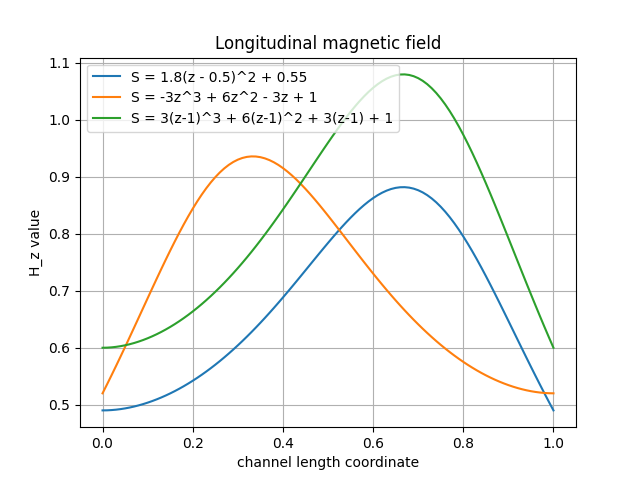 Longitudinal magnetic field
S = 1.8(z - 0.5)^2 + 0.55
S = -3z^3 + 6z^2 - 3z + 1
S = 3(z-1)^3 + 6(z-1)^2 + 3(z-1) + 1
H_z value
1.1
1.0
0.9
0.8
0.7
0.6
0.5
0.0 0.2 0.4 0.6 0.8 1.0
channel length coordinate